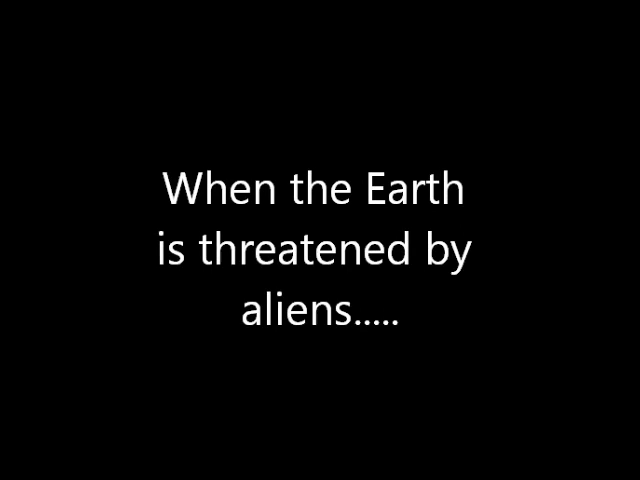 When the Earth
is threatened by
aliens.....